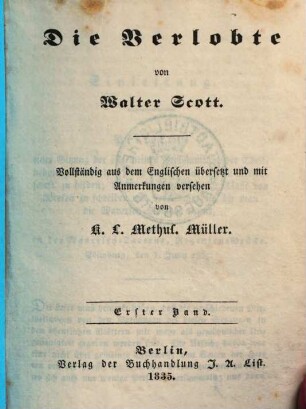 Die Verlobte
von
Walter Scott.
Vollständig aus dem Englischen übersetzt und mit
Anmerkungen versehen
von
K. L. Methus. Müller.
Erster Band.
Berlin,
Verlag der Buchhandlung J. A. List.
1835.